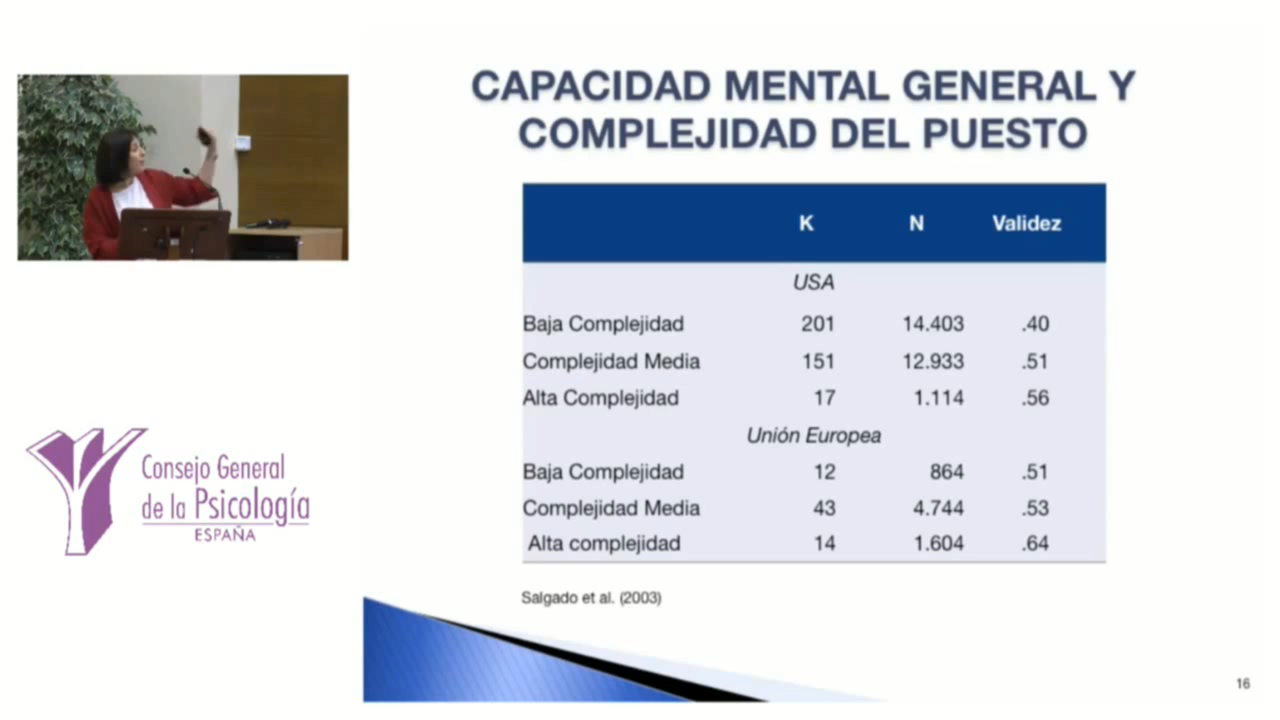 CAPACIDAD MENTAL GENERAL Y
COMPLEJIDAD DEL PUESTO
K N Validez
USA
Baja Complejidad 201 14.403 .40
Complejidad Media 151 12.933 .51
Alta Complejidad 17 1.114 .56
Unión Europea
Baja Complejidad 12 864 .51
Complejidad Media 43 4.744 .53
Alta complejidad 14 1.604 .64
Salgado et al. (2003)
16
Consejo General
de la Psicología
ESPAÑA